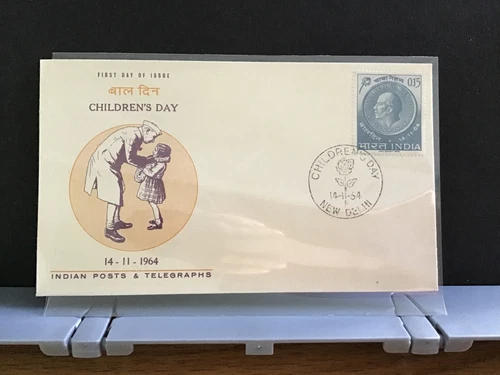 FIRST DAY OF ISSUE
बाल दिन
CHILDREN'S DAY
14 - 11 - 1964
INDIAN POSTS & TELEGRAPHS
0.15
भारत INDIA
CHILDREN'S DAY
14-11-64
NEW DELHI